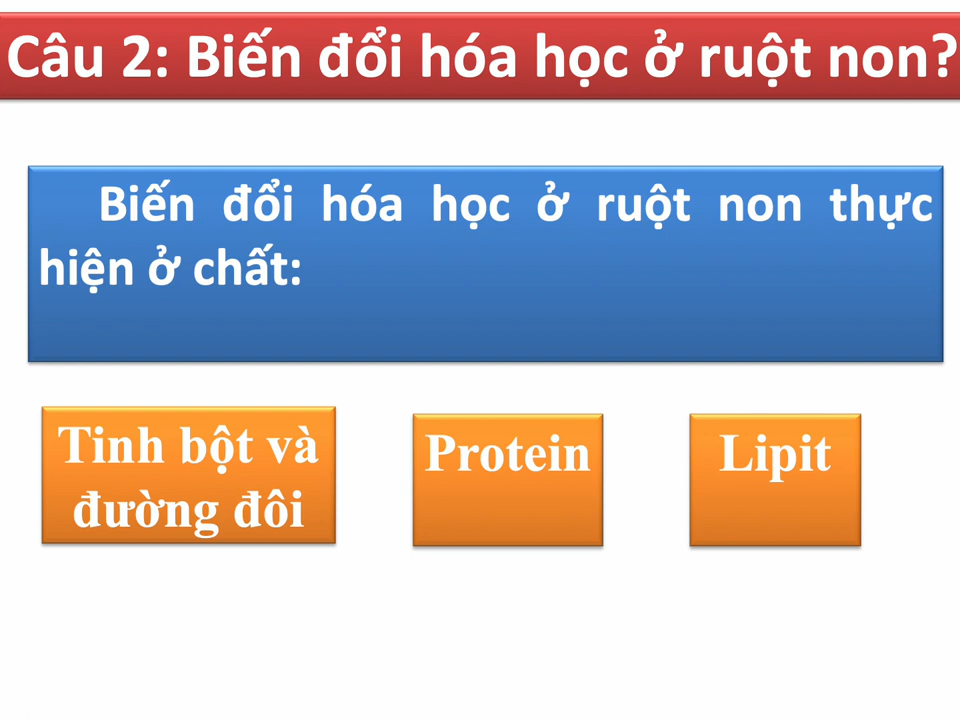 Câu 2: Biến đổi hóa học ở ruột non?
Biến đổi hóa học ở ruột non thực
hiện ở chất:
Tinh bột và
đường đôi
Protein
Lipit